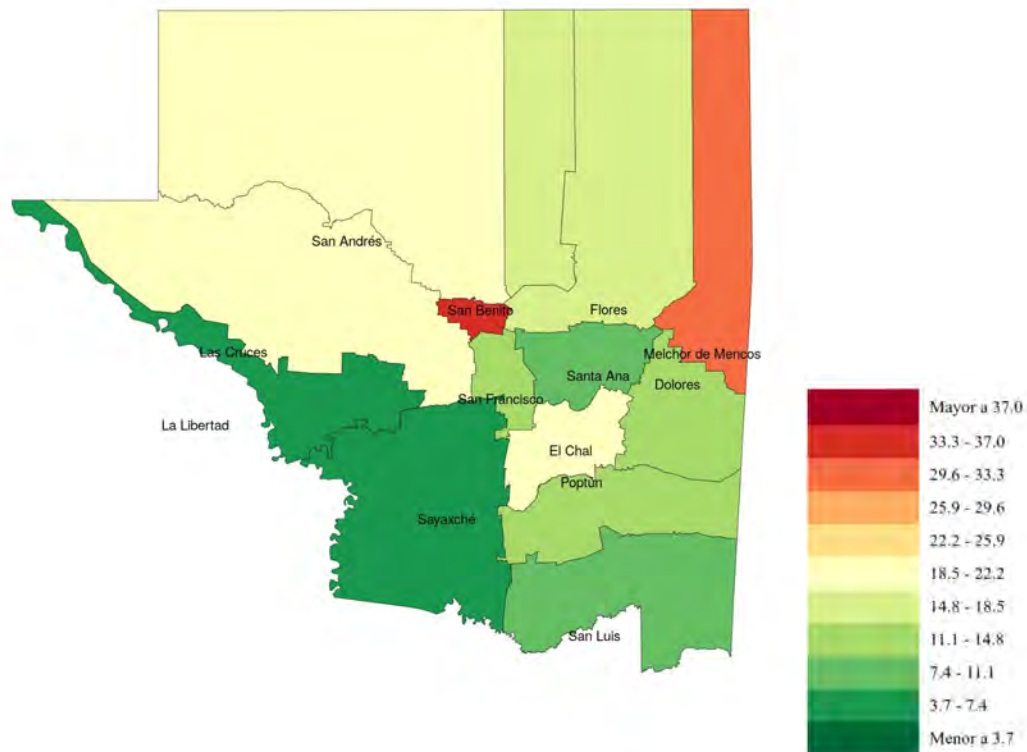 San Andrés
San Benito
Flores
Las Cruces
Melchor de Mencos
Santa Ana
Dolores
San Francisco
La Libertad
El Chal
Poptún
Sayaxché
San Luis
Mayor a 37.0
33.3 - 37.0
29.6 - 33.3
25.9 - 29.6
22.2 - 25.9
18.5 - 22.2
14.8 - 18.5
11.1 - 14.8
7.4 - 11.1
3.7 - 7.4
Menor a 3.7